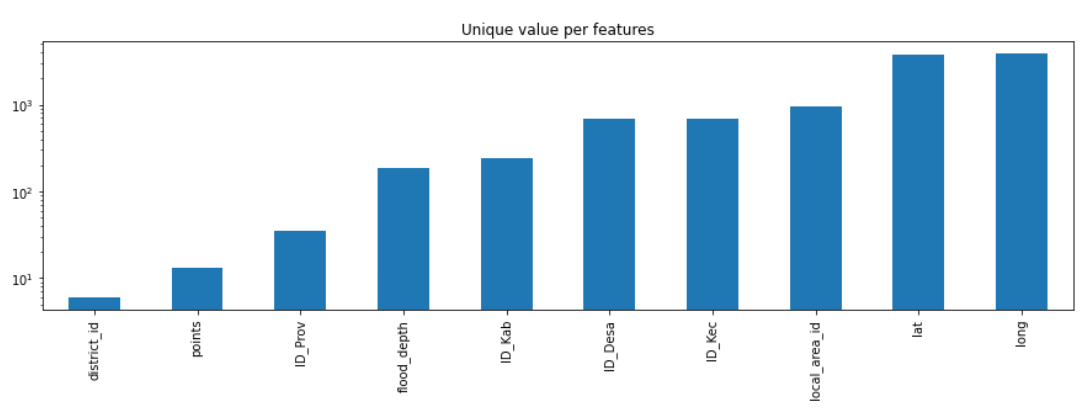 Unique value per features
10³
10²
10¹
district_id
points
ID_Prov
flood_depth
ID_Kab
ID_Desa
ID_Kec
local_area_id
lat
long